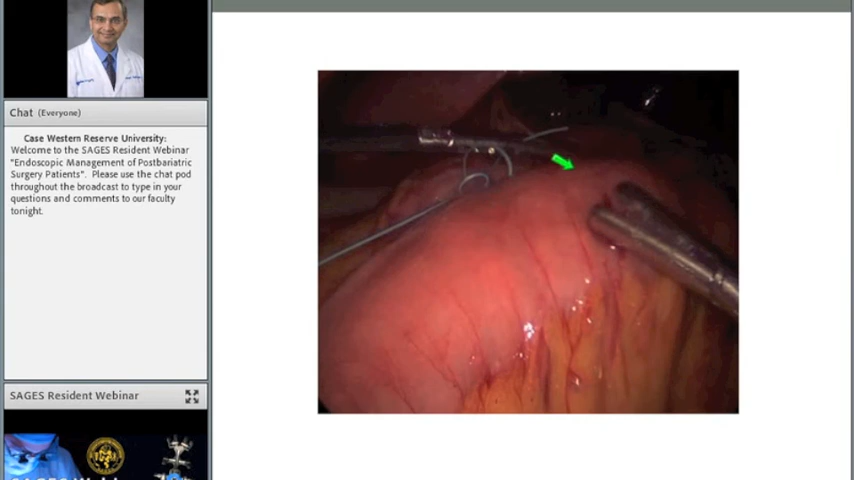 Chat (Everyone)
Case Western Reserve University:
Welcome to the SAGES Resident Webinar
"Endoscopic Management of Postbariatric
Surgery Patients". Please use the chat pod
throughout the broadcast to type in your
questions and comments to our faculty
tonight.
SAGES Resident Webinar